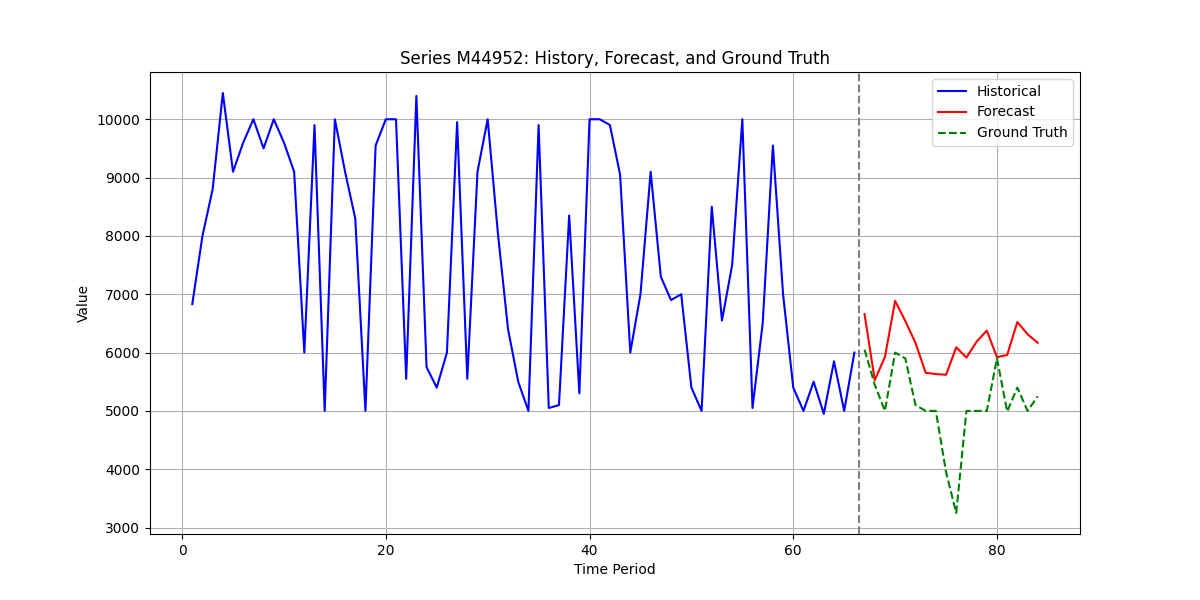 Series M44952: History, Forecast, and Ground Truth
Historical
Forecast
Ground Truth
Value
10000
9000
8000
7000
6000
5000
4000
3000
0
20
40
60
80
Time Period